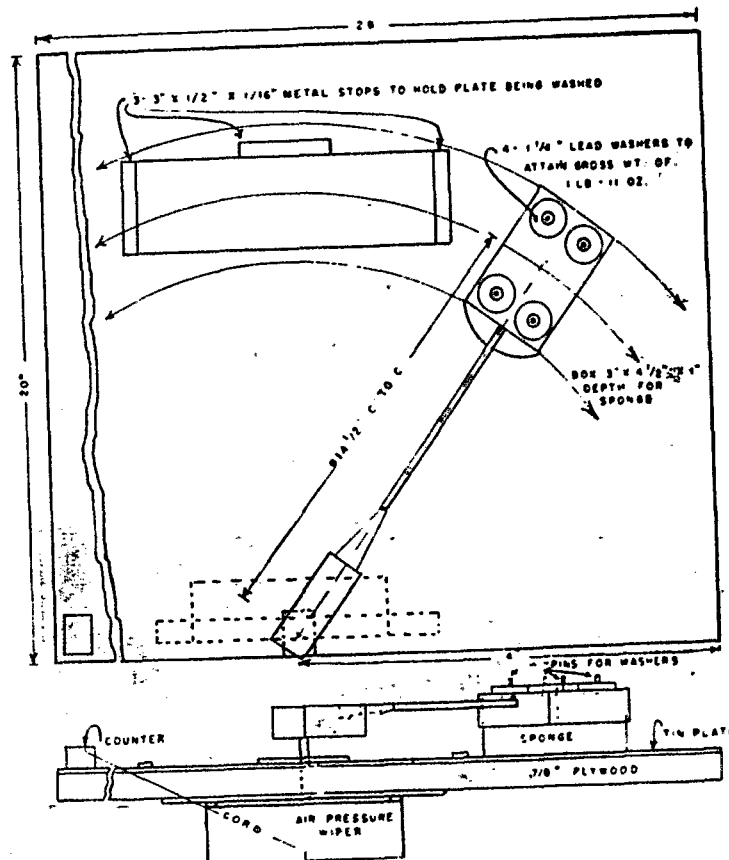 28
3- 3" X 1/2" X 1/16" METAL STOPS TO HOLD PLATE BEING WASHED
4- 1 1/4" LEAD WASHERS TO
ATTAIN GROSS WT. OF
1 LB - 11 OZ.
20"
BOX 3" X 4 1/2" X 1"
DEPTH FOR
SPONGE
1/2" C TO C
PINS FOR WASHERS
COUNTER
SPONGE
TIN PLATE
7/8" PLYWOOD
CORD
AIR PRESSURE
WIPER